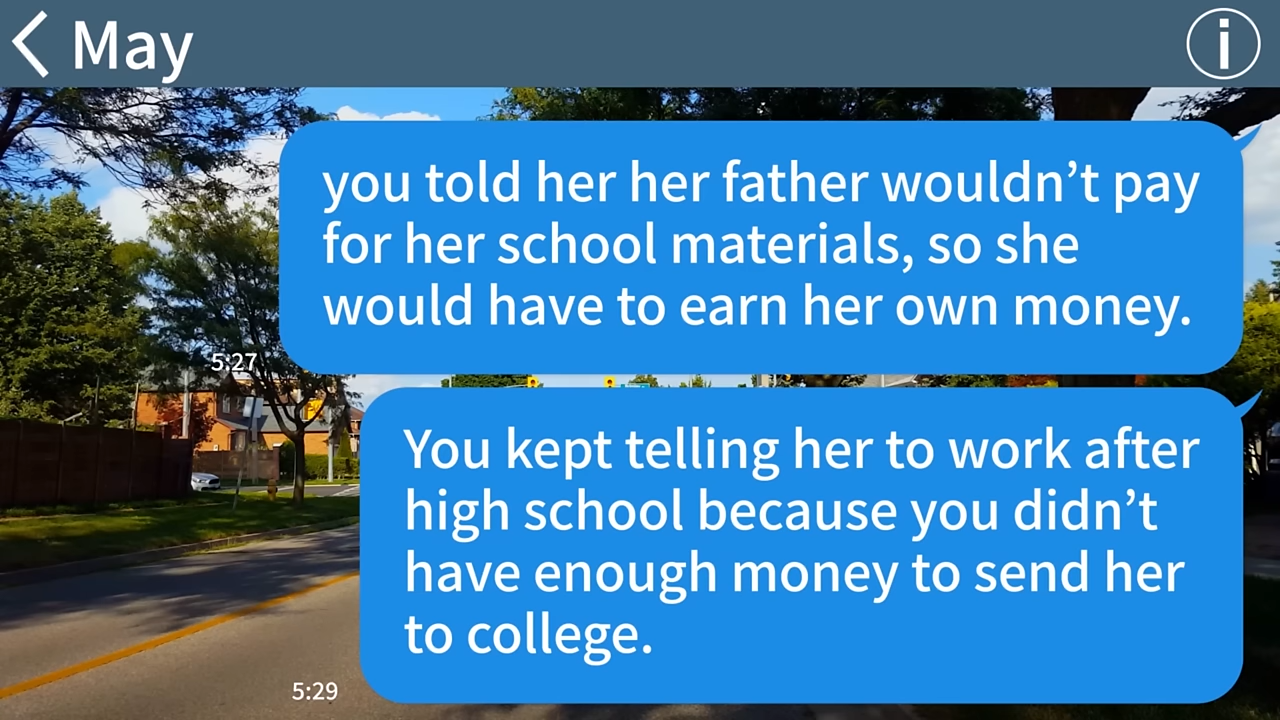 May
i
you told her her father wouldn’t pay
for her school materials, so she
would have to earn her own money.
5:27
You kept telling her to work after
high school because you didn’t
have enough money to send her
to college.
5:29